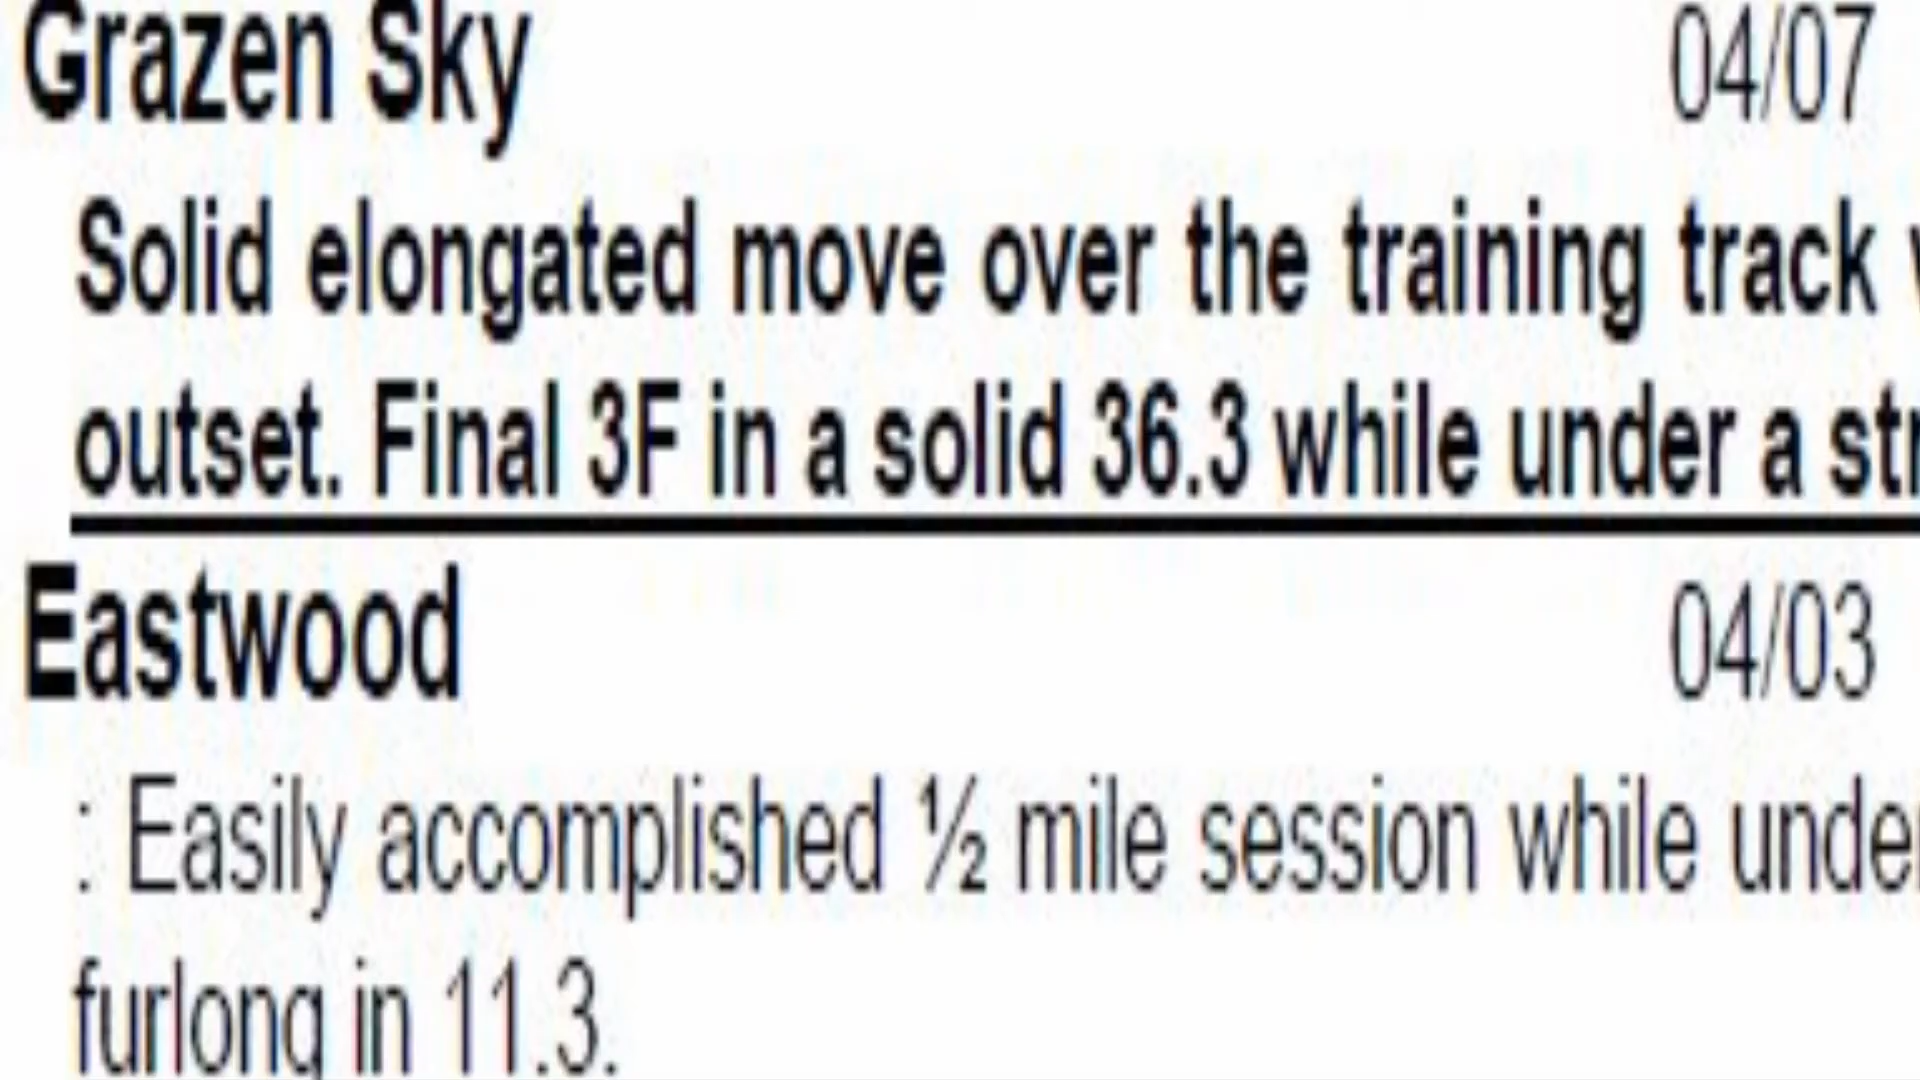 Grazen Sky 04/07
Solid elongated move over the training track
outset. Final 3F in a solid 36.3 while under a
Eastwood 04/03
: Easily accomplished ½ mile session while under
furlong in 11.3.